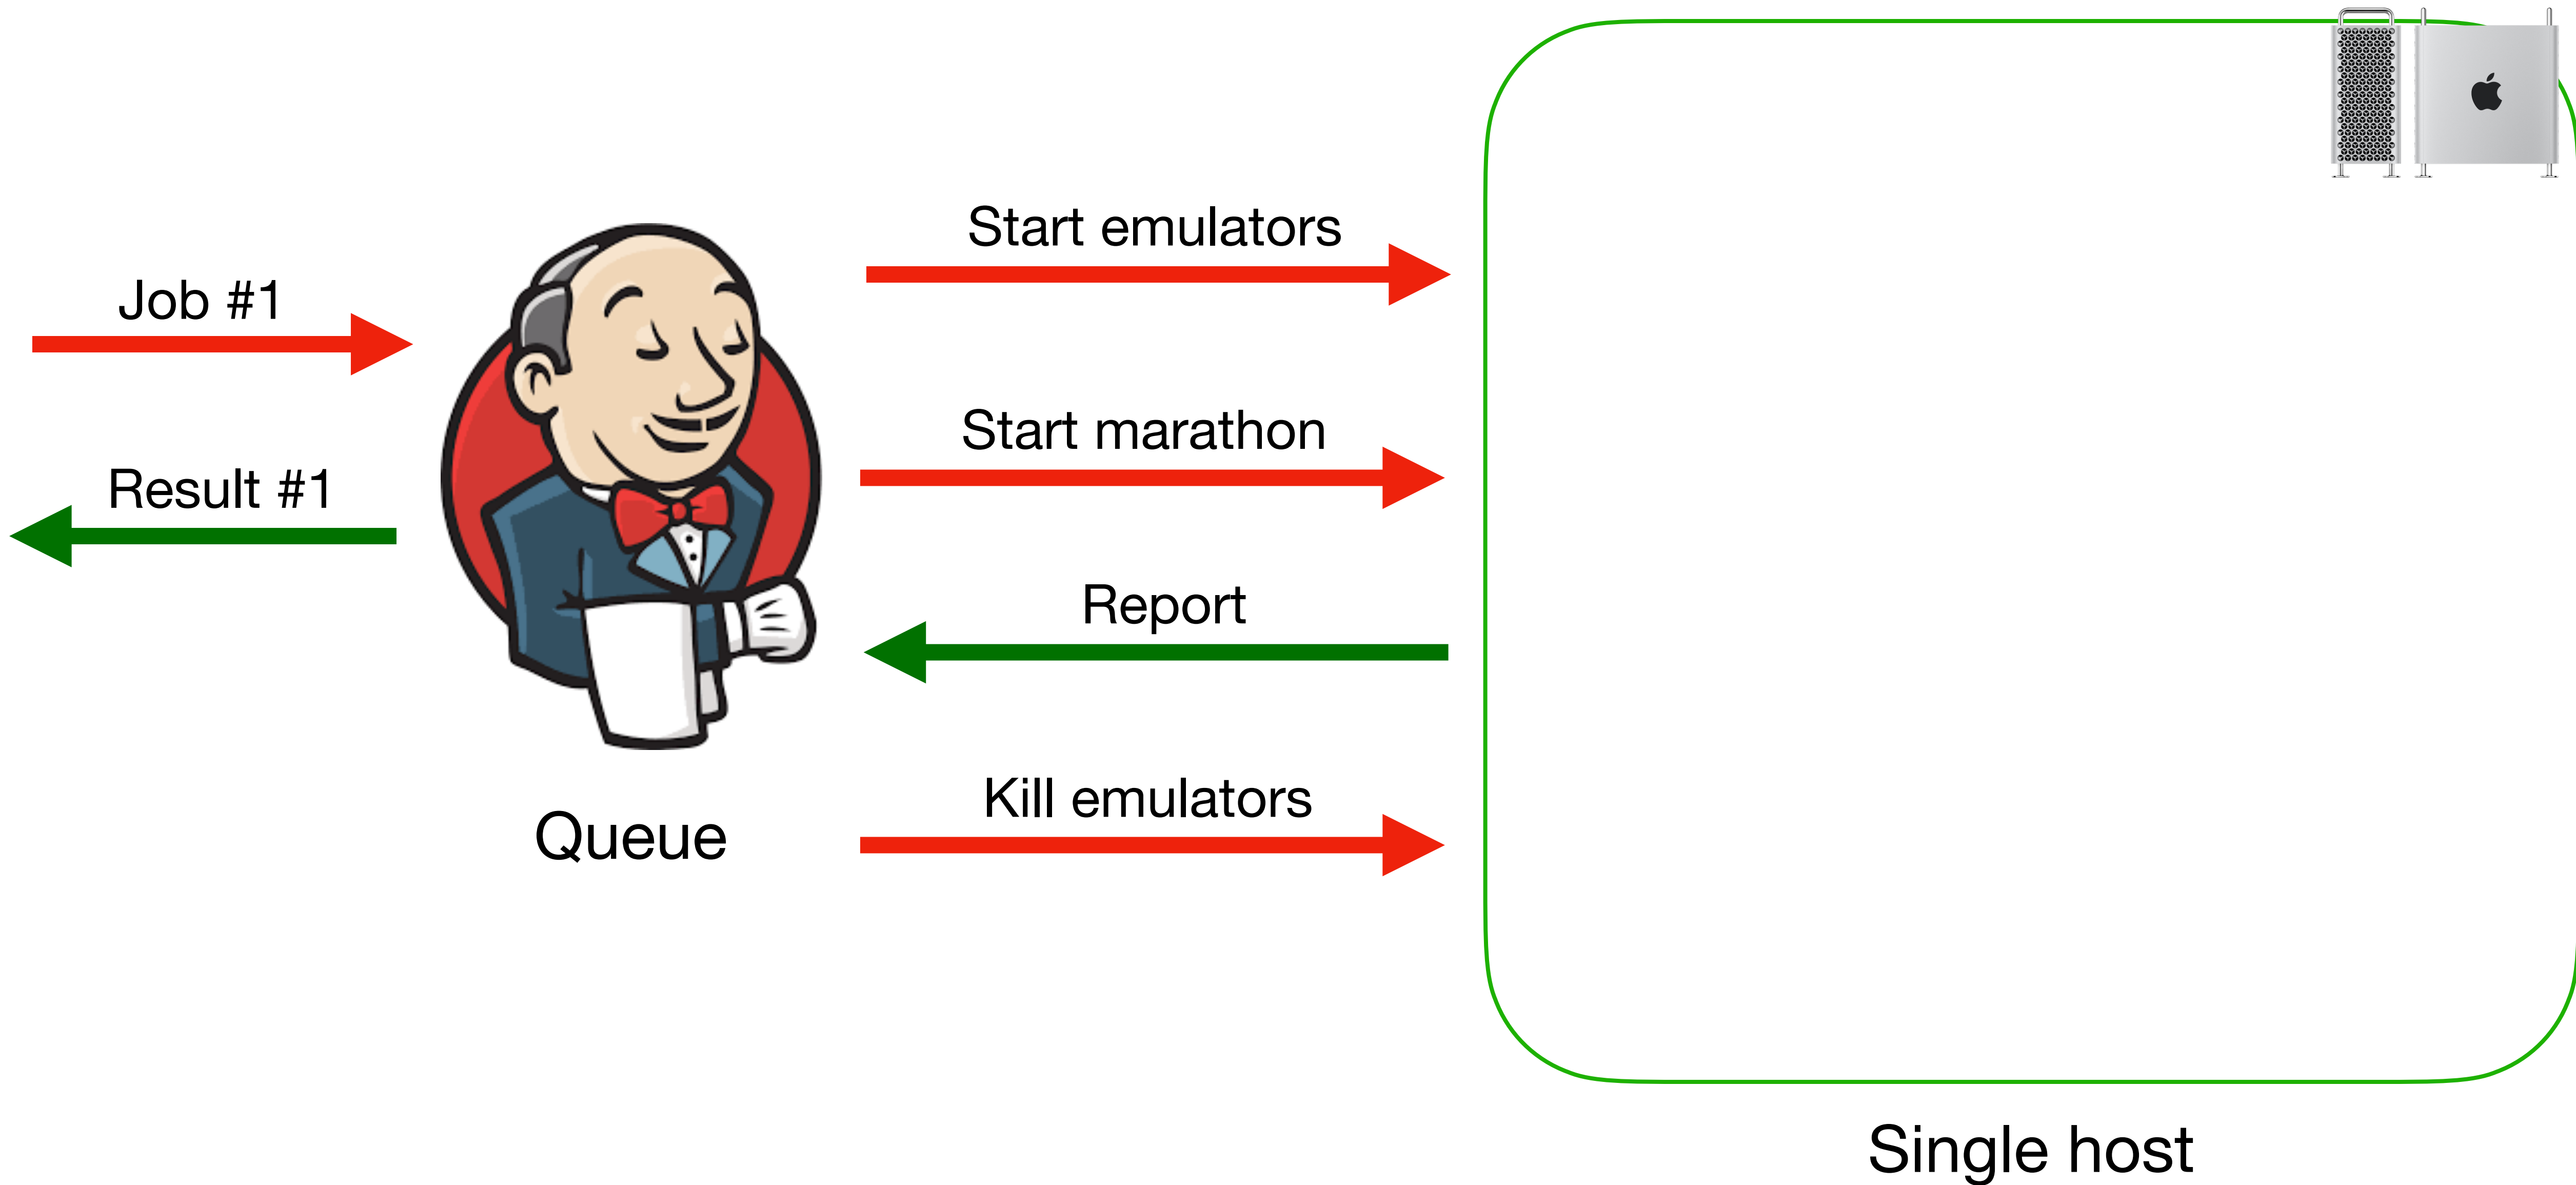 Job #1
Result #1
Queue
Start emulators
Start marathon
Report
Kill emulators
Single host